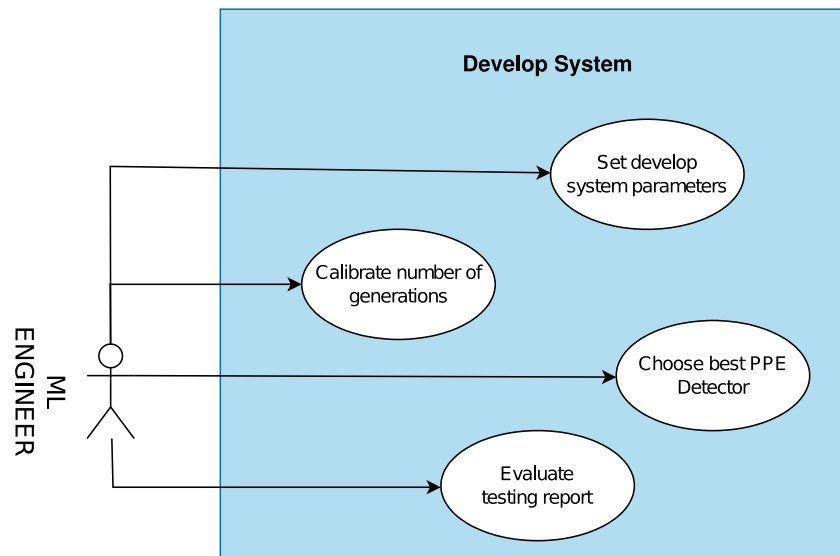 Develop System
Set develop
system parameters
Calibrate number of
generations
ML
ENGINEER
Choose best PPE
Detector
Evaluate
testing report